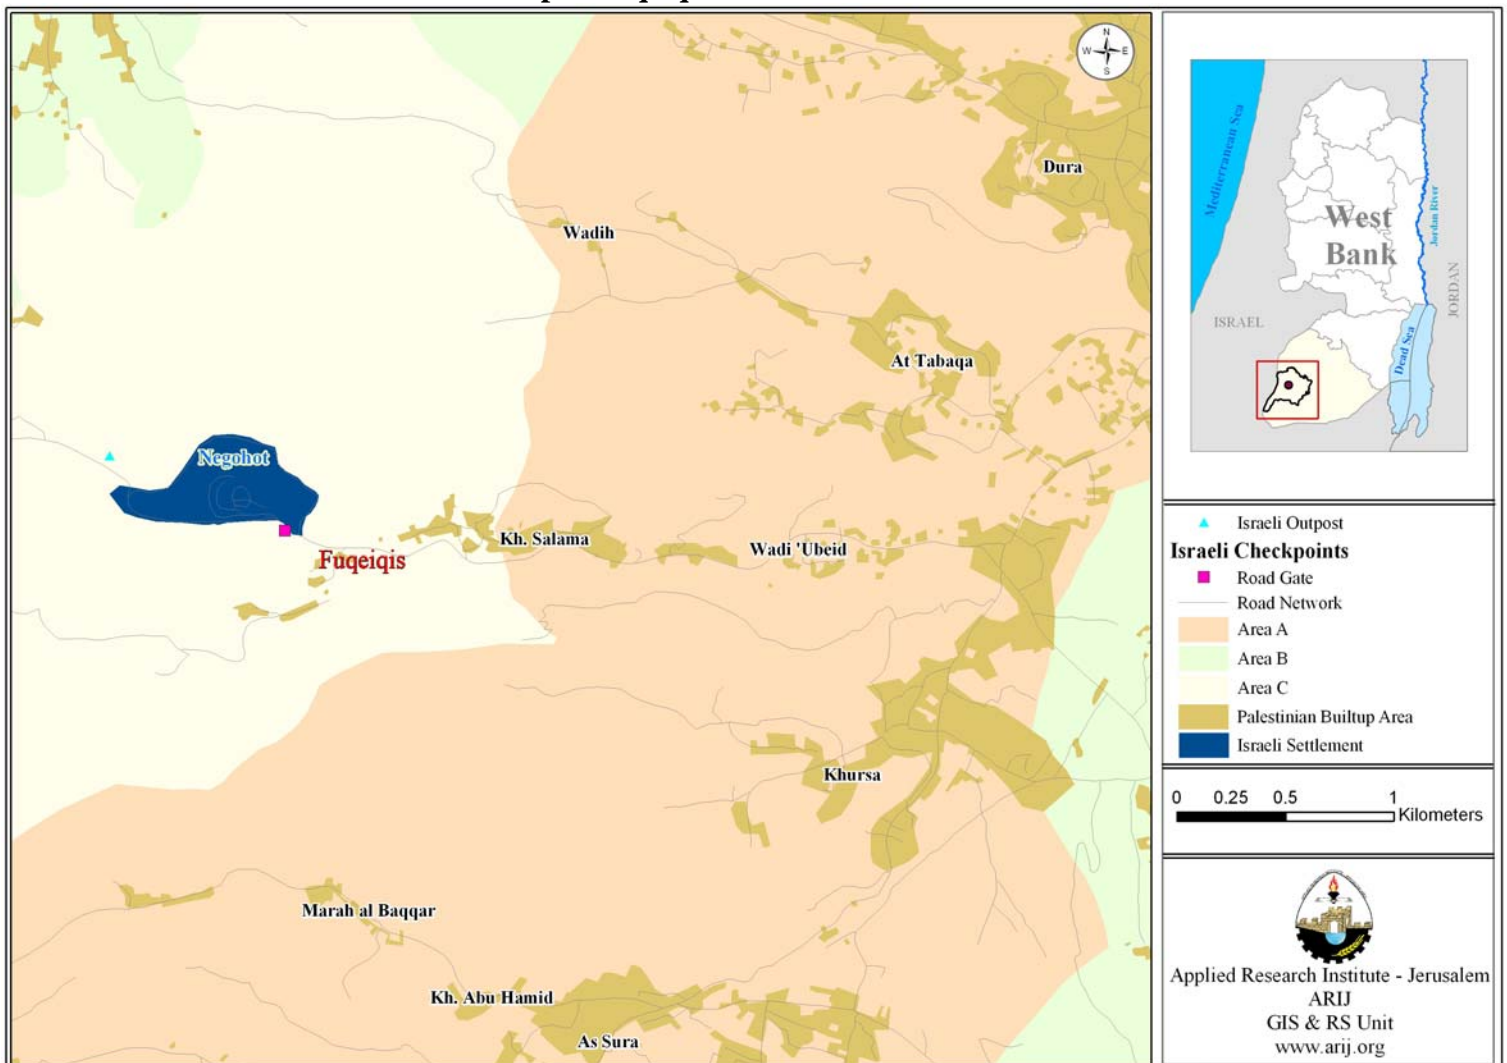 N
W
E
S
Dura
Wadih
At Tabaqa
Negohot
Kh. Salama
Wadi 'Ubeid
Fuqeiqis
Khursa
Marah al Baqqar
Kh. Abu Hamid
As Sura
Mediterranean Sea
West
Bank
Jordan River
JORDAN
ISRAEL
Dead Sea
Israeli Outpost
Israeli Checkpoints
Road Gate
Road Network
Area A
Area B
Area C
Palestinian Builtup Area
Israeli Settlement
0 0.25 0.5 1
Kilometers
Applied Research Institute - Jerusalem
ARIJ
GIS & RS Unit
www.arij.org